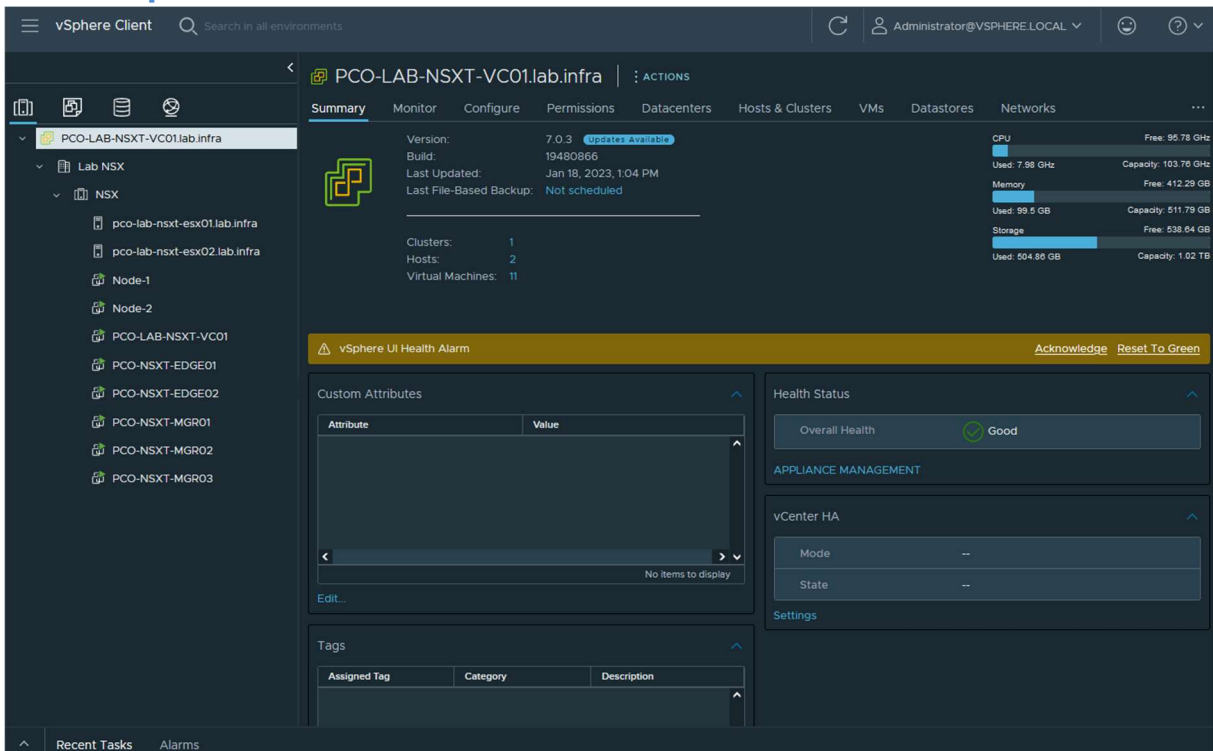 vSphere Client Search in all environments Administrator@VSPHERE.LOCAL
PCO-LAB-NSXT-VC01.lab.infra ACTIONS
Summary Monitor Configure Permissions Datacenters Hosts & Clusters VMs Datastores Networks ...
PCO-LAB-NSXT-VC01.lab.infra
Lab NSX
NSX
pco-lab-nsxt-esx01.lab.infra
pco-lab-nsxt-esx02.lab.infra
Node-1
Node-2
PCO-LAB-NSXT-VC01
PCO-NSXT-EDGE01
PCO-NSXT-EDGE02
PCO-NSXT-MGR01
PCO-NSXT-MGR02
PCO-NSXT-MGR03
Version: 7.0.3 Updates Available
Build: 19480866
Last Updated: Jan 18, 2023, 1:04 PM
Last File-Based Backup: Not scheduled
Clusters: 1
Hosts: 2
Virtual Machines: 11
CPU Free: 95.78 GHz
Used: 7.98 GHz Capacity: 103.76 GHz
Memory Free: 412.29 GB
Used: 99.5 GB Capacity: 511.79 GB
Storage Free: 538.64 GB
Used: 504.86 GB Capacity: 1.02 TB
vSphere UI Health Alarm Acknowledge Reset To Green
Custom Attributes
Attribute Value
No items to display
Edit...
Tags
Assigned Tag Category Description
Health Status
Overall Health Good
APPLIANCE MANAGEMENT
vCenter HA
Mode --
State --
Settings
Recent Tasks Alarms